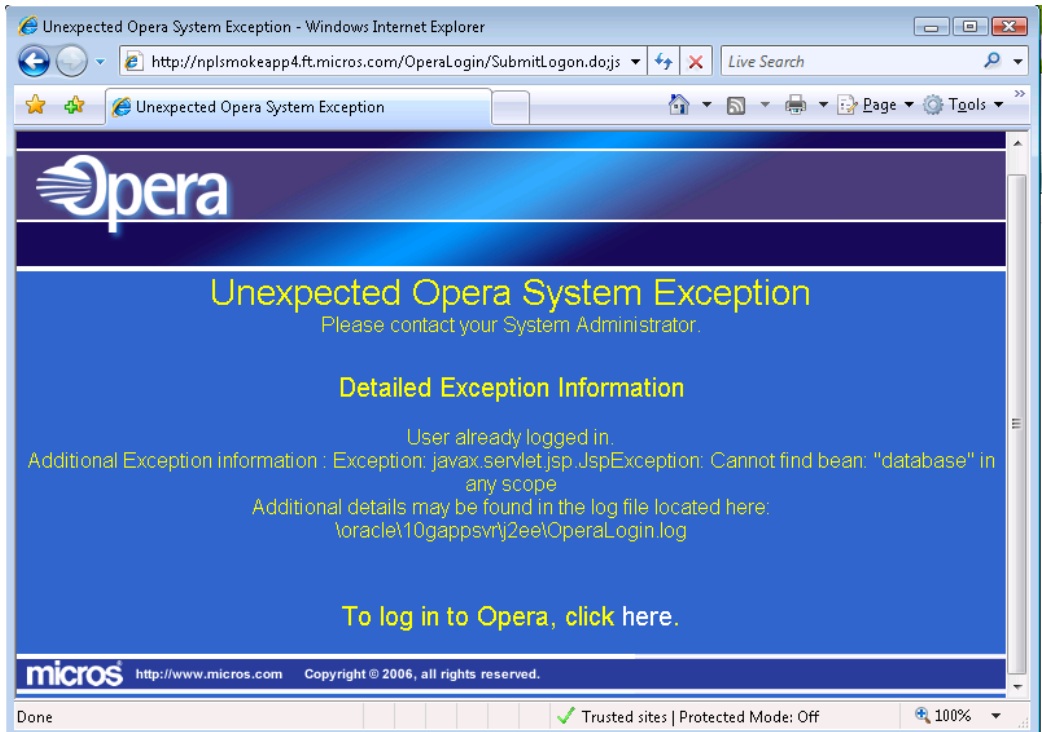 Unexpected Opera System Exception - Windows Internet Explorer
http://nplsmokeapp4.ft.micros.com/OperaLogin/SubmitLogon.do;js
Live Search
Unexpected Opera System Exception
Page
Tools
Opera
Unexpected Opera System Exception
Please contact your System Administrator.
Detailed Exception Information
User already logged in.
Additional Exception information : Exception: javax.servlet.jsp.JspException: Cannot find bean: "database" in
any scope
Additional details may be found in the log file located here:
\oracle\10gappsvr\j2ee\OperaLogin.log
To log in to Opera, click here.
micros http://www.micros.com Copyright © 2006, all rights reserved.
Done Trusted sites | Protected Mode: Off 100%